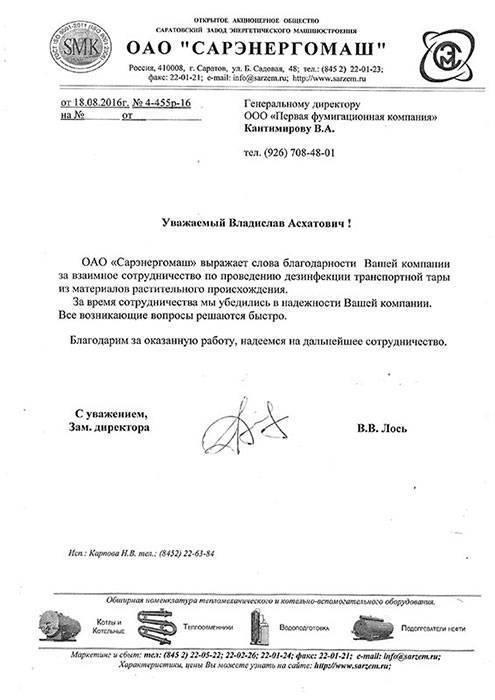 ОТКРЫТОЕ АКЦИОНЕРНОЕ ОБЩЕСТВО
САРАТОВСКИЙ ЗАВОД ЭНЕРГЕТИЧЕСКОГО МАШИНОСТРОЕНИЯ
ОАО "САРЭНЕРГОМАШ"
Россия, 410008, г. Саратов, ул. Б. Садовая, 48; тел.: (845 2) 22-01-23;
факс: 22-01-21; e-mail: info@sarzem.ru; http://www.sarzem.ru
SMK
от 18.08.2016г. № 4-455р-16
на № от
Генеральному директору
ООО «Первая фумигационная компания»
Кантимирову В.А.
тел. (926) 708-48-01
Уважаемый Владислав Асхатович !
ОАО «Сарэнергомаш» выражает слова благодарности Вашей компании
за взаимное сотрудничество по проведению дезинфекции транспортной тары
из материалов растительного происхождения.
За время сотрудничества мы убедились в надежности Вашей компании.
Все возникающие вопросы решаются быстро.
Благодарим за оказанную работу, надеемся на дальнейшее сотрудничество.
С уважением,
Зам. директора
В.В. Лось
Исп.: Карпова Н.В. тел.: (8452) 22-63-84
Обширная номенклатура тепломеханического и котельно-вспомогательного оборудования.
Котлы и
Котельные
Теплообменники
Водоподготовка
Подогреватели нефти
Маркетинг и сбыт: тел: (845 2) 22-05-22; 22-02-26; 22-01-24; факс: 22-01-21; e-mail: info@sarzem.ru;
Характеристики, цены Вы можете узнать на сайте: http://www.sarzem.ru;